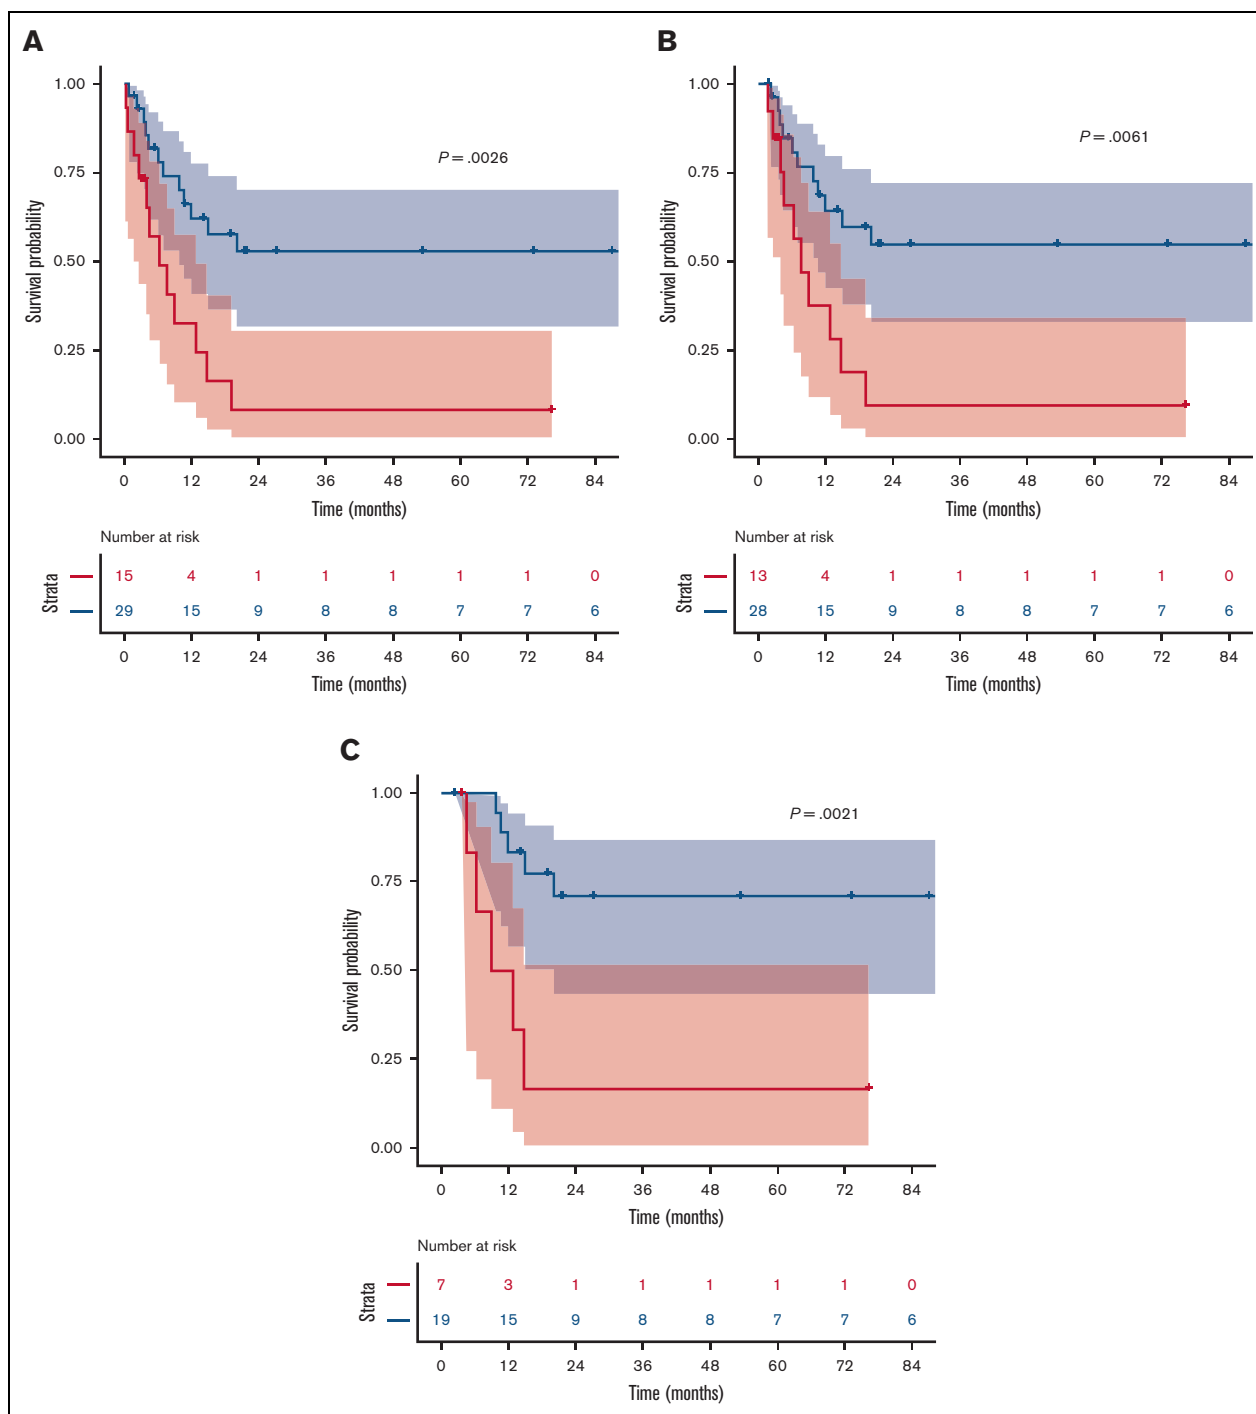 A
1.00
0.75
0.50
0.25
0.00
Survival probability
P = .0026
0 12 24 36 48 60 72 84
Time (months)
Number at risk
Strata
15 4 1 1 1 1 1 0
29 15 9 8 8 7 7 6
0 12 24 36 48 60 72 84
Time (months)
B
1.00
0.75
0.50
0.25
0.00
Survival probability
P = .0061
0 12 24 36 48 60 72 84
Time (months)
Number at risk
Strata
13 4 1 1 1 1 1 0
28 15 9 8 8 7 7 6
0 12 24 36 48 60 72 84
Time (months)
C
1.00
0.75
0.50
0.25
0.00
Survival probability
P = .0021
0 12 24 36 48 60 72 84
Time (months)
Number at risk
Strata
7 3 1 1 1 1 1 0
19 15 9 8 8 7 7 6
0 12 24 36 48 60 72 84
Time (months)